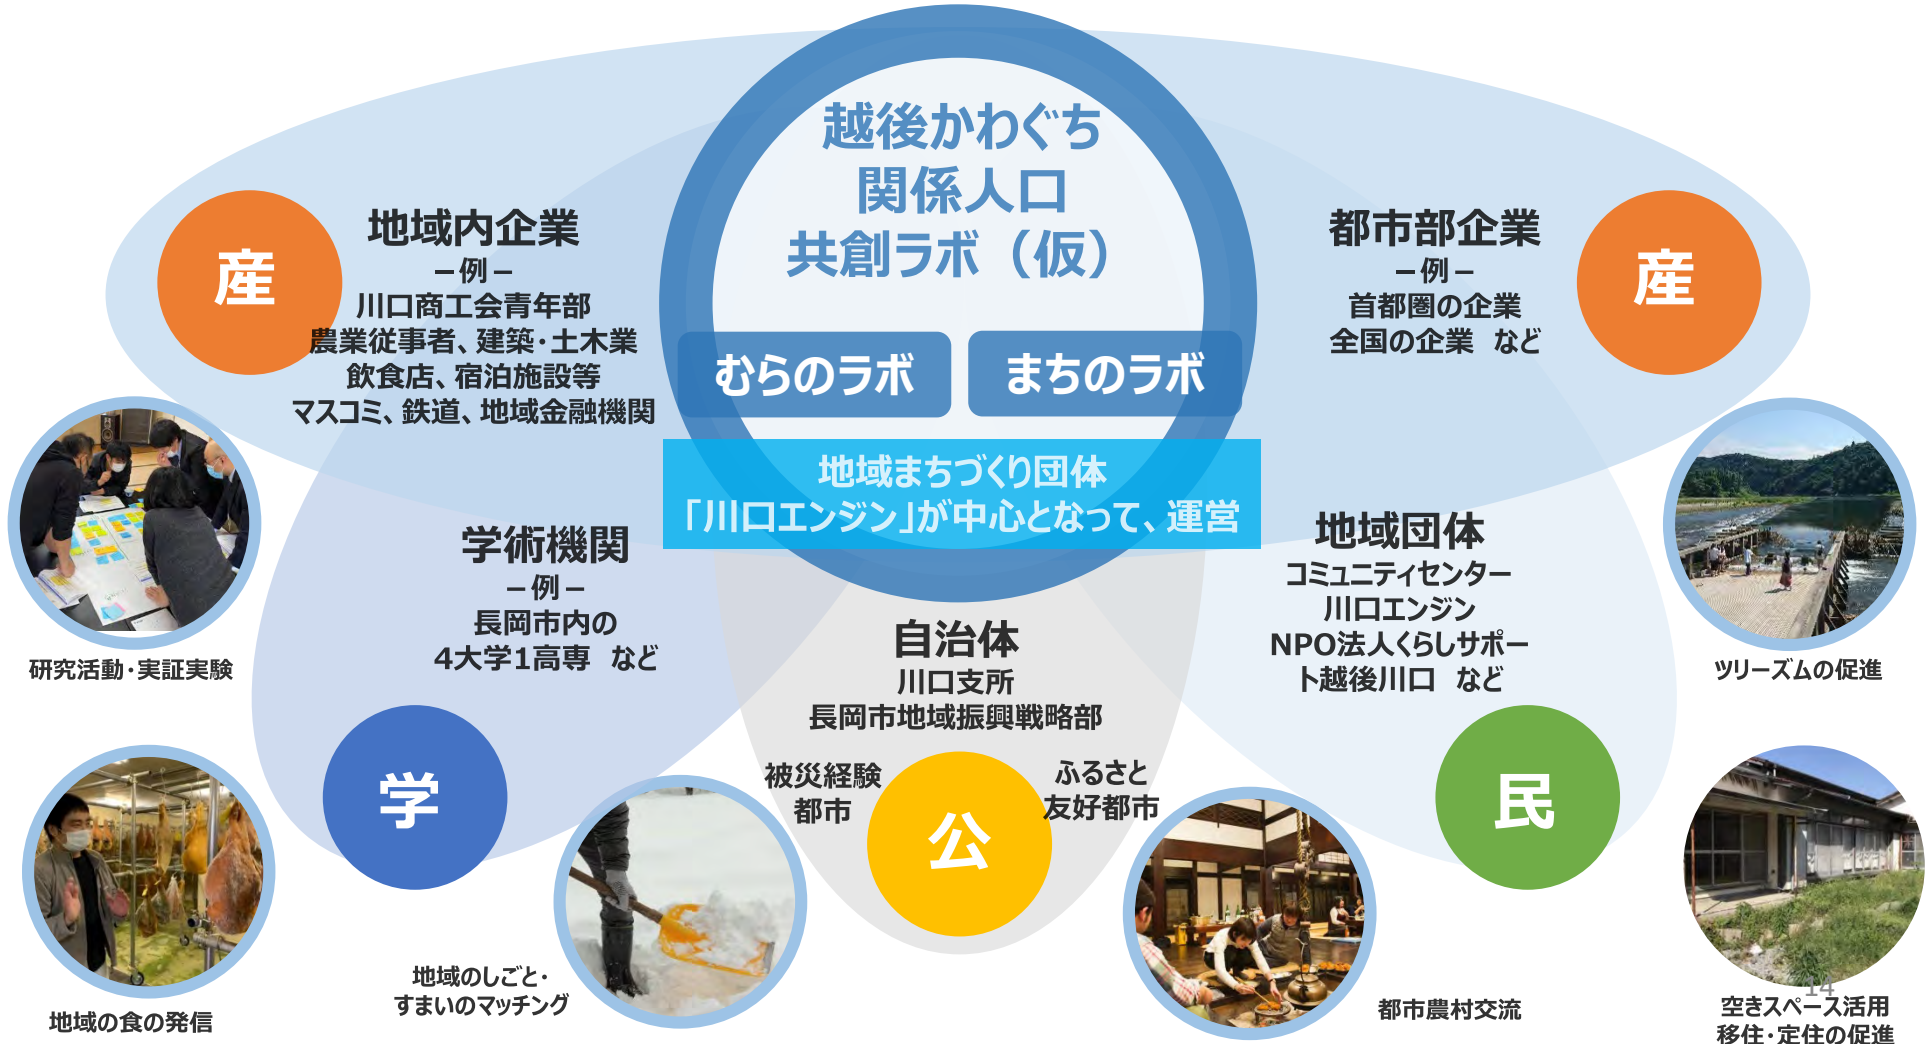 越後かわぐち
関係人口
共創ラボ（仮）
むらのラボ
まちのラボ
地域まちづくり団体
「川口エンジン」が中心となって、運営
産
地域内企業
－例－
川口商工会青年部
農業従事者、建築・土木業
飲食店、宿泊施設等
マスコミ、鉄道、地域金融機関
都市部企業
－例－
首都圏の企業
全国の企業　など
産
学術機関
－例－
長岡市内の
4大学1高専　など
学
自治体
川口支所
長岡市地域振興戦略部
被災経験
都市
公
ふるさと
友好都市
地域団体
コミュニティセンター
川口エンジン
NPO法人くらしサポー
ト越後川口　など
民
研究活動・実証実験
地域の食の発信
地域のしごと・
すまいのマッチング
都市農村交流
ツリーズムの促進
14
空きスペース活用
移住・定住の促進